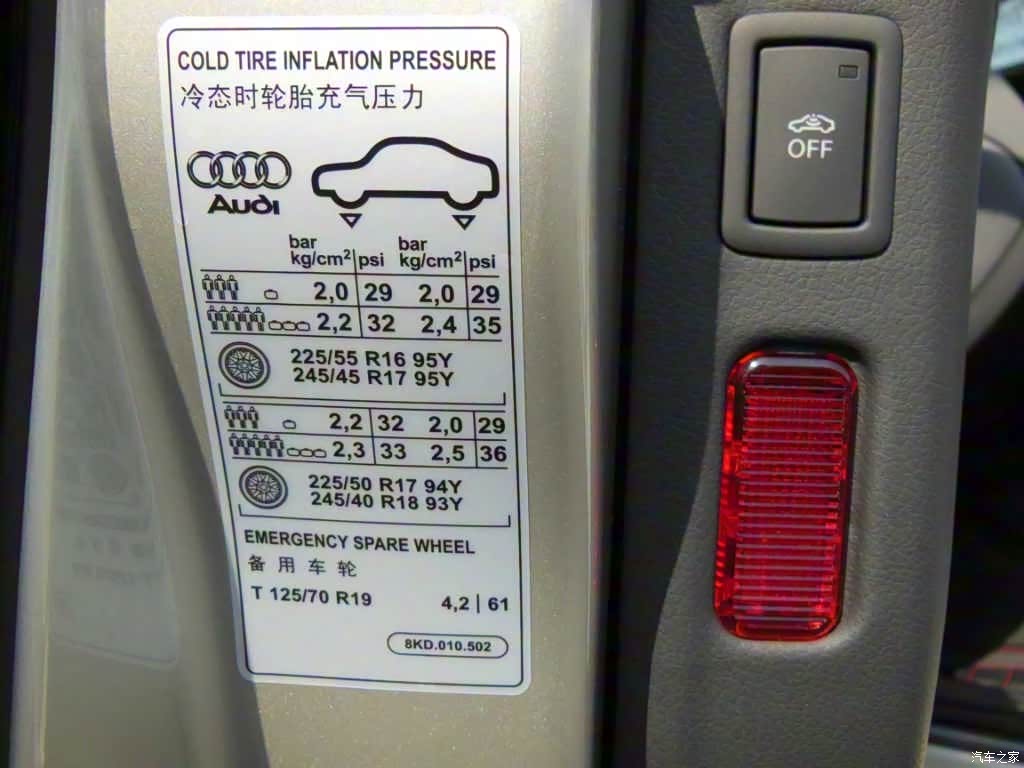 COLD TIRE INFLATION PRESSURE
冷态时轮胎充气压力
Audi
bar bar
kg/cm² psi kg/cm² psi
2,0 29 2,0 29
2,2 32 2,4 35
225/55 R16 95Y
245/45 R17 95Y
2,2 32 2,0 29
2,3 33 2,5 36
225/50 R17 94Y
245/40 R18 93Y
EMERGENCY SPARE WHEEL
备用车轮
T 125/70 R19 4,2 | 61
8KD.010.502
OFF
汽车之家